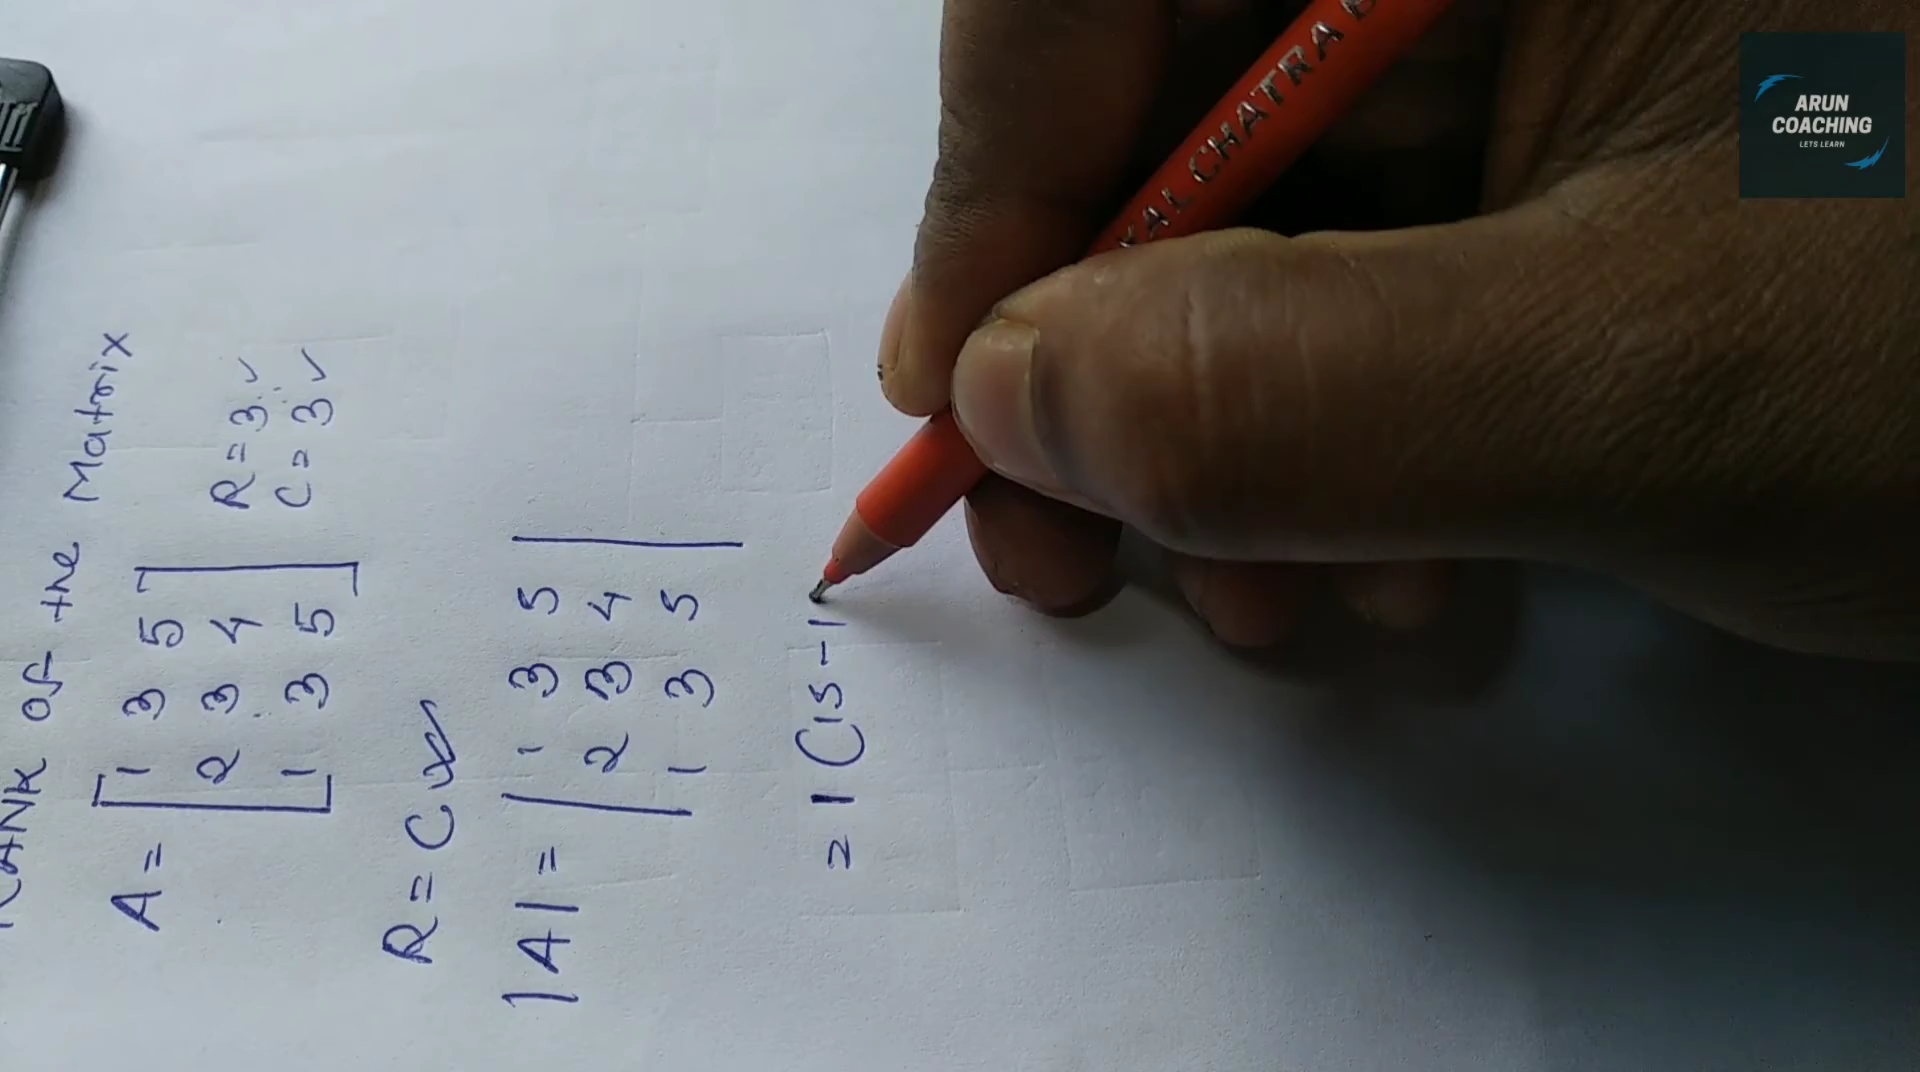 RANK OF the Matrix
A = [1 3 5 R=3 ✓
2 3 4 C=3 ✓
1 3 5]
R = C
|A| = |1 3 5
2 3 4
1 3 5|
= 1 (15-1
KAL CHATRA
ARUN
COACHING
LETS LEARN